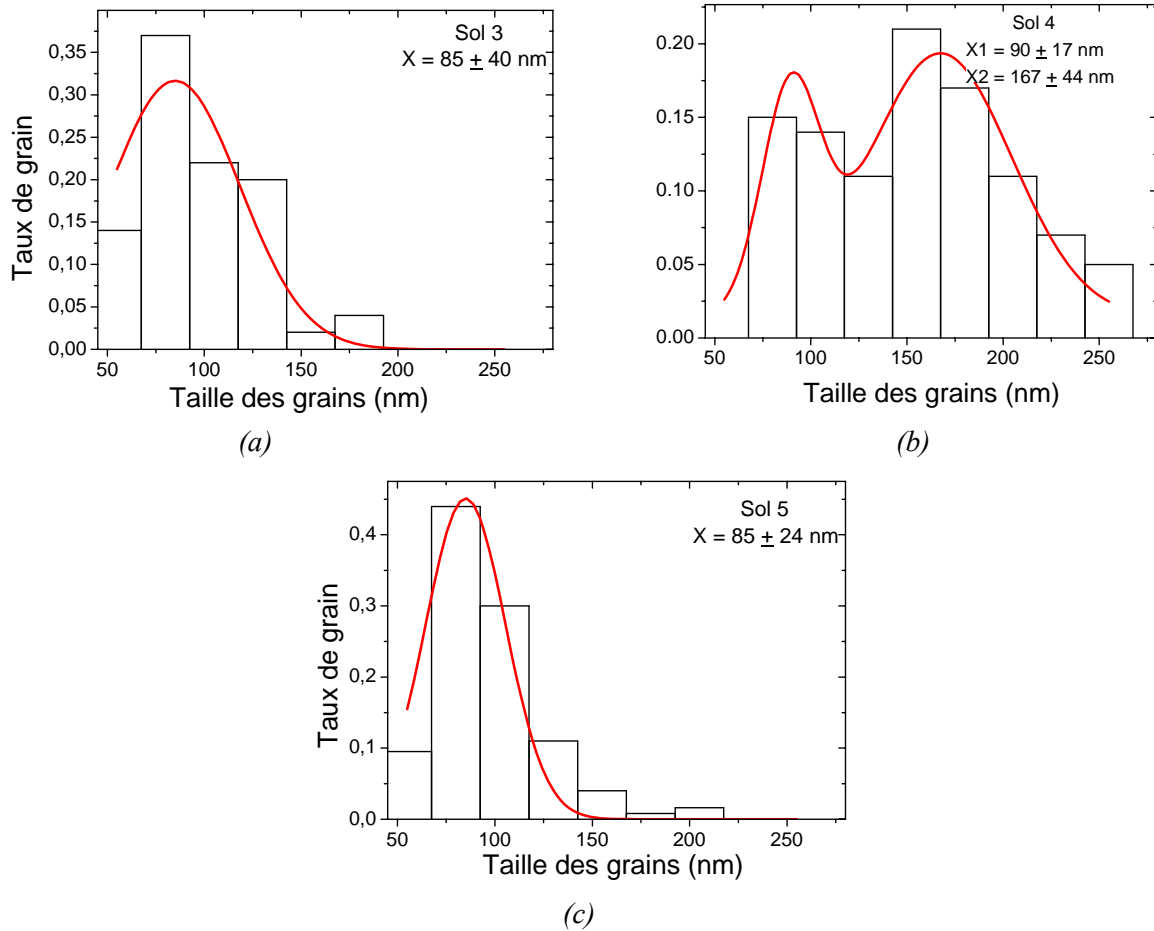 Sol 3
X = 85 ± 40 nm
0,35
0,30
0,25
0,20
0,15
0,10
0,05
0,00
Taux de grain
50 100 150 200 250
Taille des grains (nm)
(a)
Sol 4
X1 = 90 ± 17 nm
X2 = 167 ± 44 nm
0.20
0.15
0.10
0.05
0.00
Taux de grain
50 100 150 200 250
Taille des grains (nm)
(b)
Sol 5
X = 85 ± 24 nm
0,4
0,3
0,2
0,1
0,0
Taux de grain
50 100 150 200 250
Taille des grains (nm)
(c)